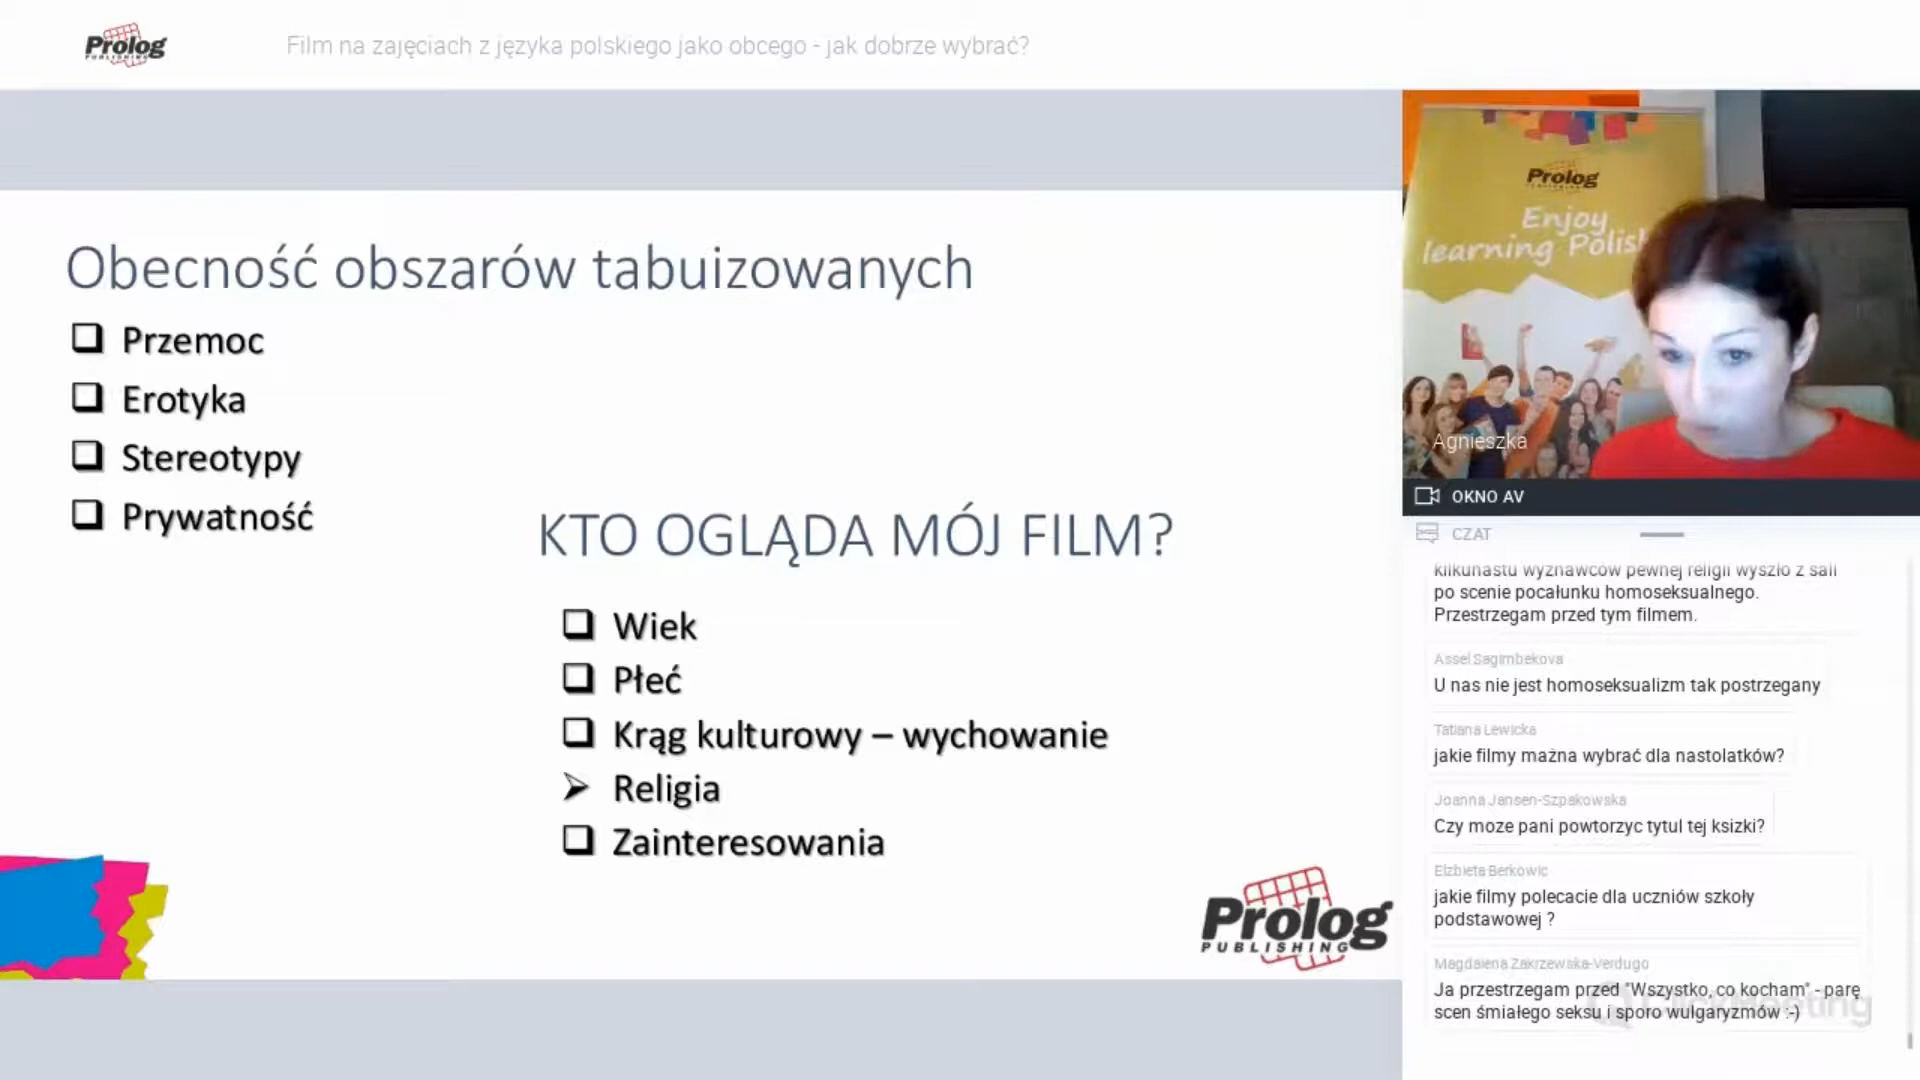 Prolog
PUBLISHING
Film na zajęciach z języka polskiego jako obcego - jak dobrze wybrać?
Obecność obszarów tabuizowanych
Przemoc
Erotyka
Stereotypy
Prywatność
KTO OGLĄDA MÓJ FILM?
Wiek
Płeć
Krąg kulturowy – wychowanie
Religia
Zainteresowania
Prolog
PUBLISHING
Prolog
Enjoy
learning Polish
Agnieszka
OKNO AV
CZAT
kilkunastu wyznawców pewnej religii wyszło z sali
po scenie pocałunku homoseksualnego.
Przestrzegam przed tym filmem.
Assel Sagimbekova
U nas nie jest homoseksualizm tak postrzegany
Tatiana Lewicka
jakie filmy mażna wybrać dla nastolatków?
Joanna Jansen-Szpakowska
Czy moze pani powtorzyc tytul tej ksizki?
Elzbieta Berkowic
jakie filmy polecacie dla uczniów szkoły
podstawowej ?
Magdalena Zakrzewska-Verdugo
Ja przestrzegam przed "Wszystko, co kocham" - parę
scen śmiałego seksu i sporo wulgaryzmów :-)
ClickMeeting